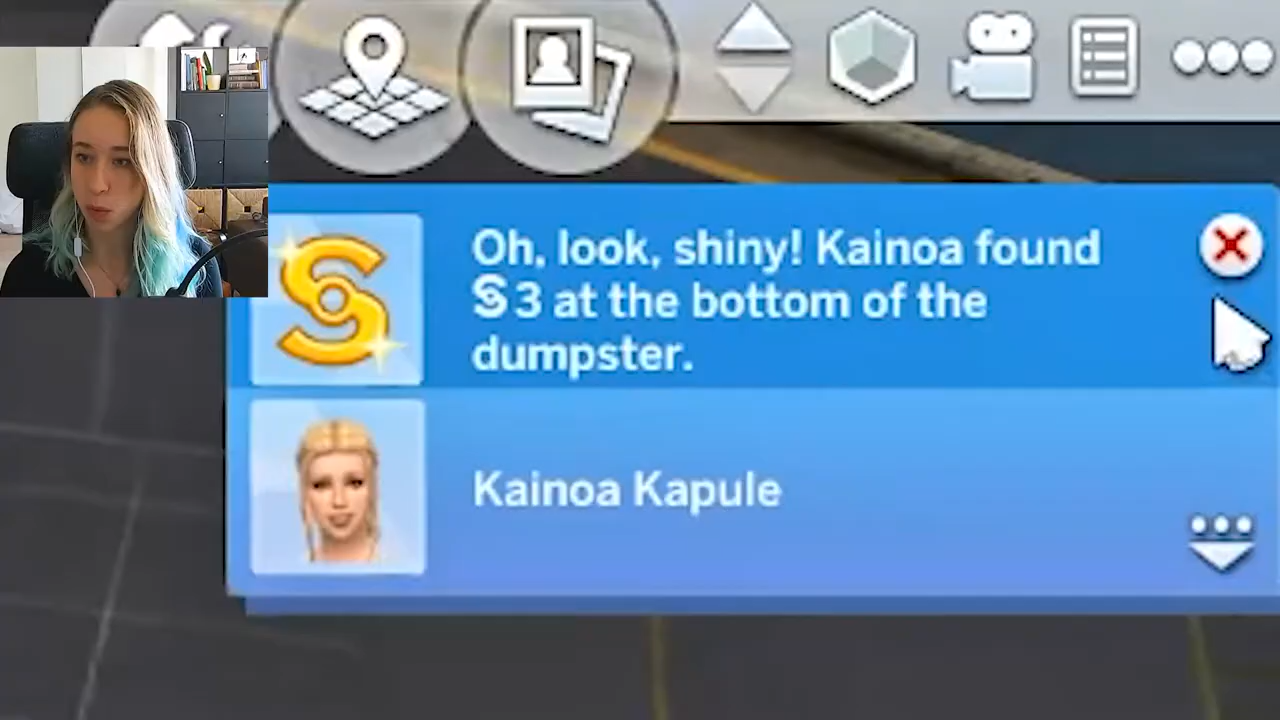 Oh, look, shiny! Kainoa found
§3 at the bottom of the
dumpster.
Kainoa Kapule